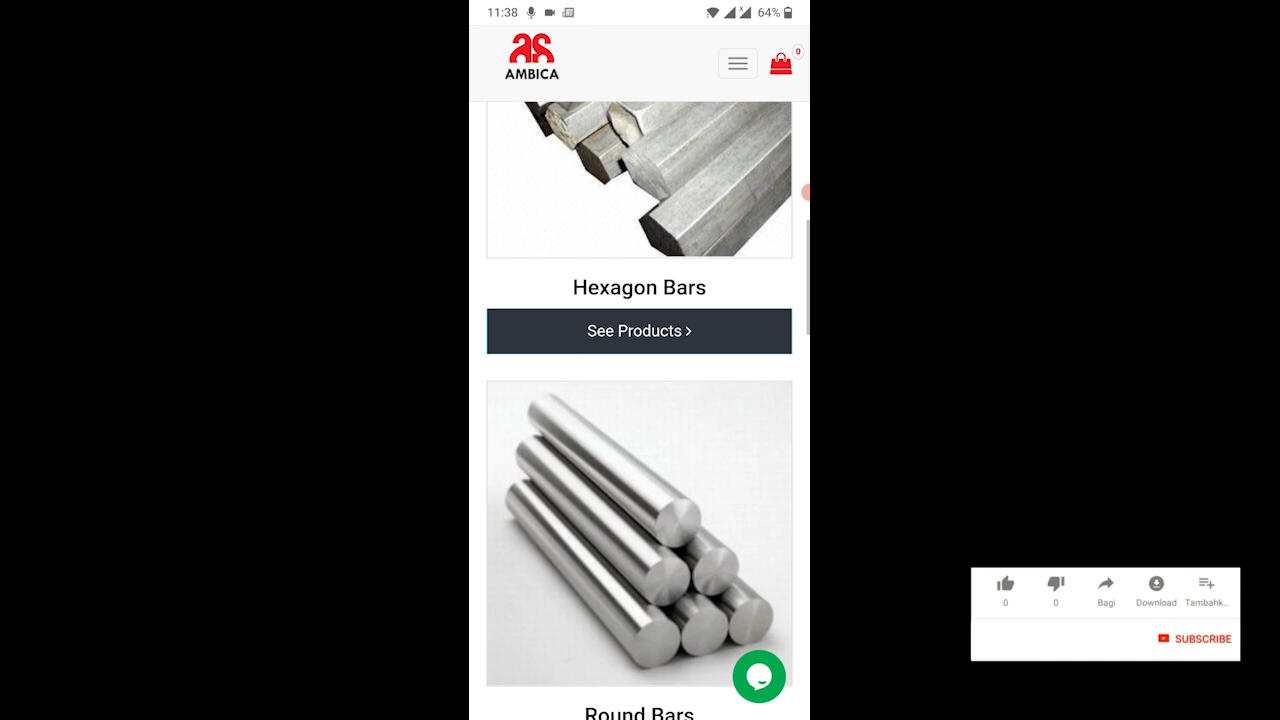 11:38
64%
AMBICA
0
Hexagon Bars
See Products >
Round Bars
0
0
Bagi
Download
Tambahk...
SUBSCRIBE